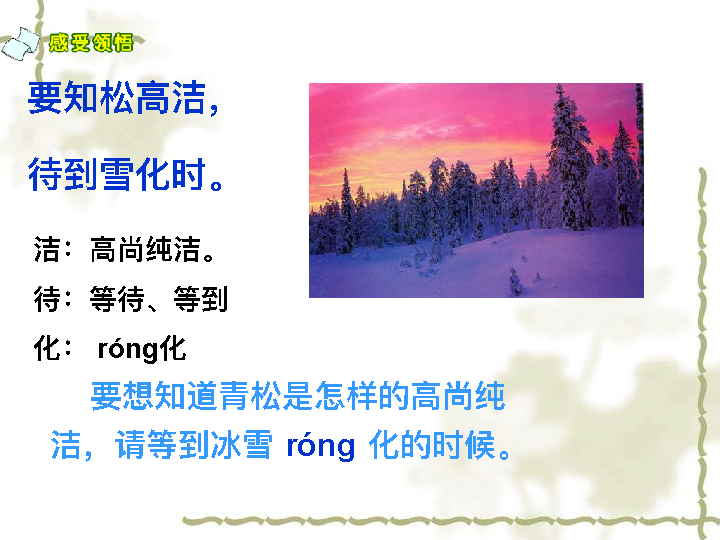 感受领悟
要知松高洁，
待到雪化时。
洁：高尚纯洁。
待：等待、等到
化： róng化
要想知道青松是怎样的高尚纯
洁，请等到冰雪 róng 化的时候。